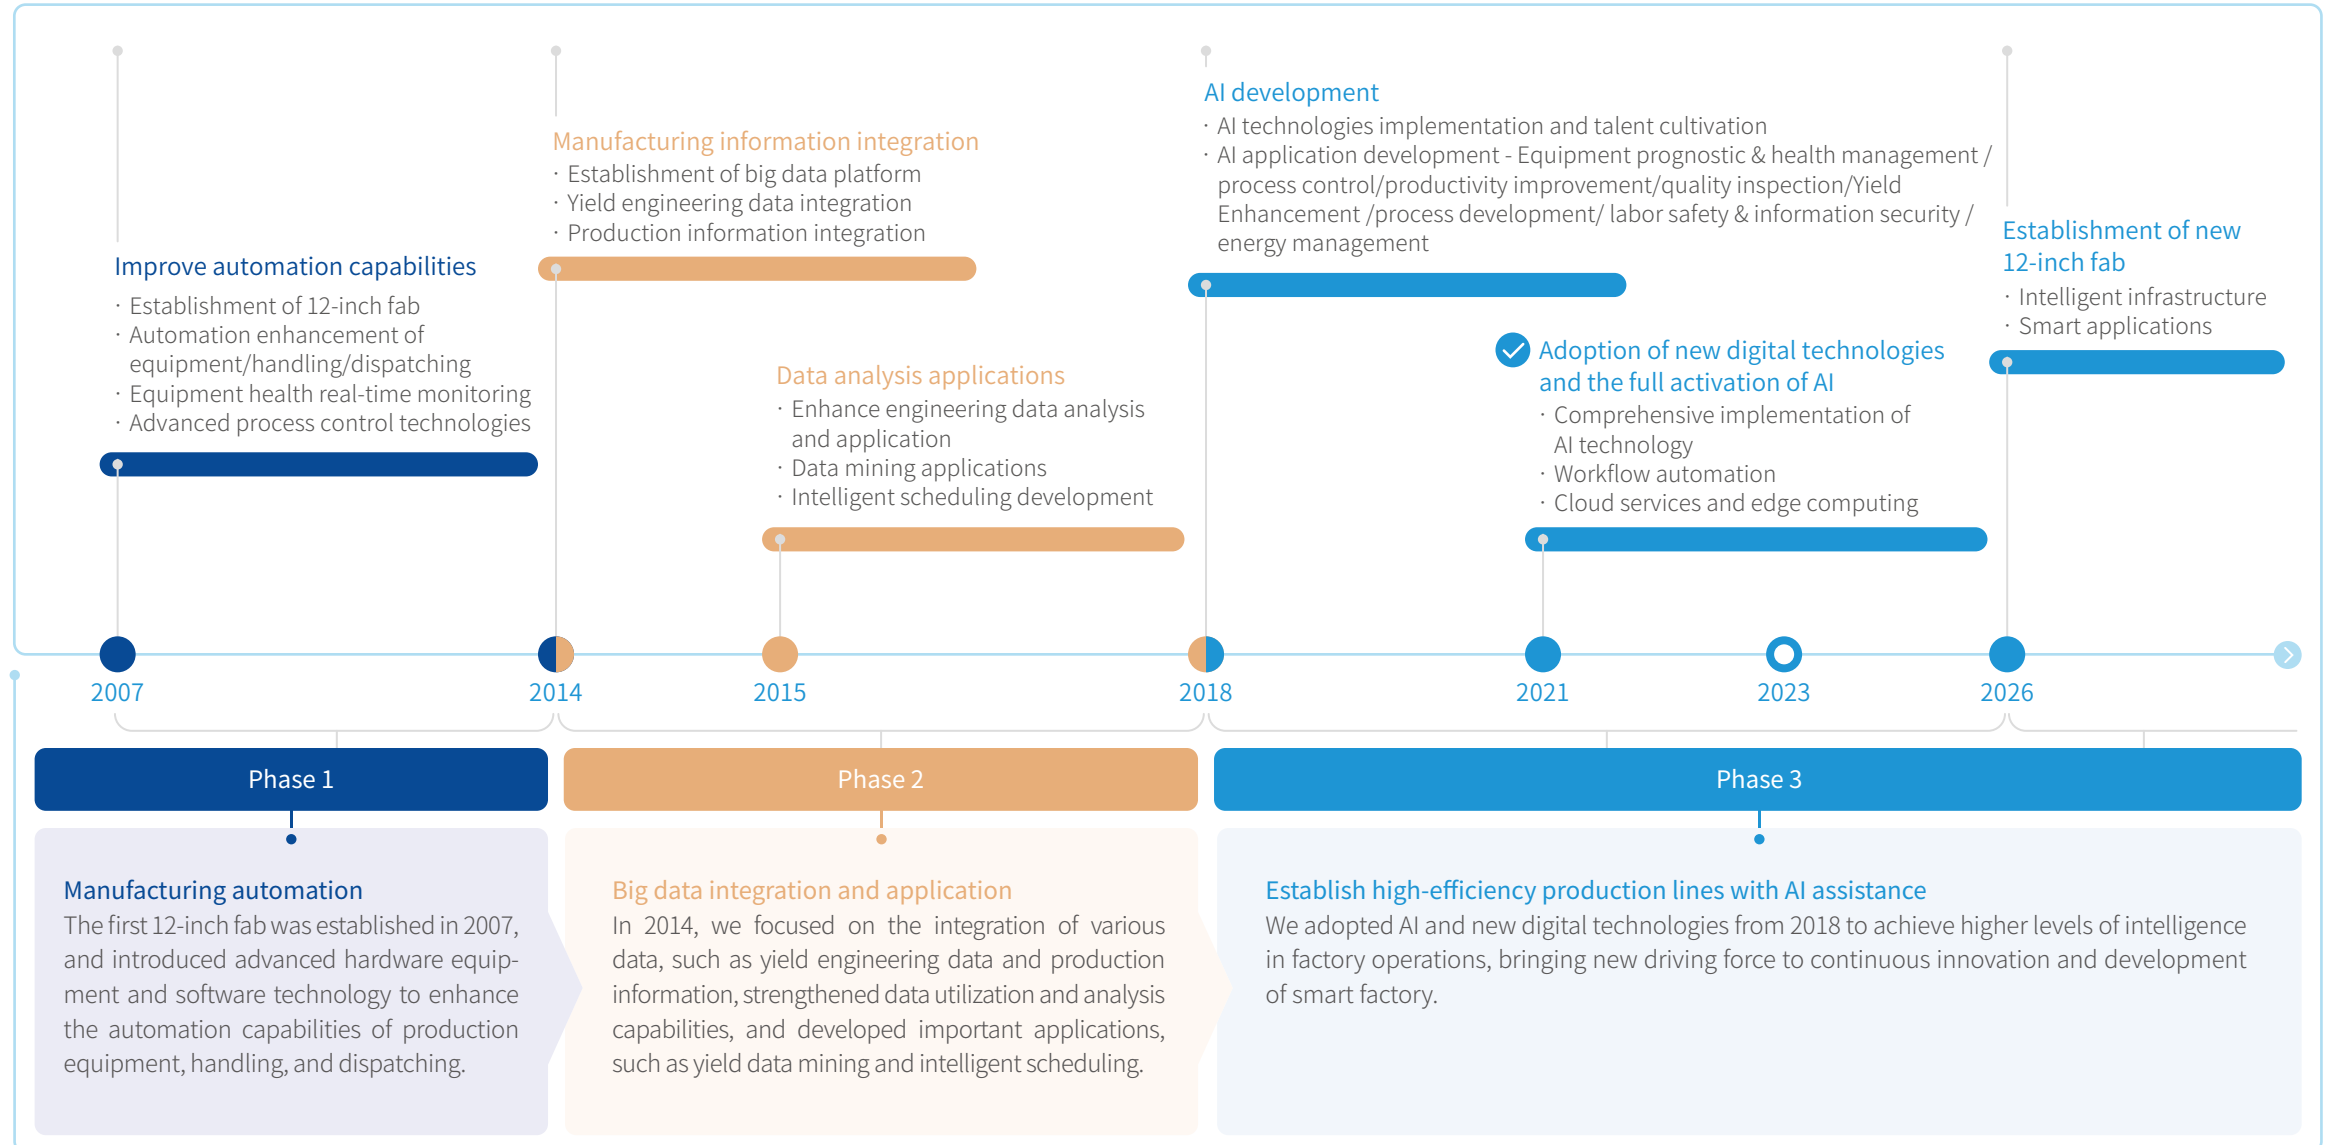 Improve automation capabilities
· Establishment of 12-inch fab
· Automation enhancement of
equipment/handling/dispatching
· Equipment health real-time monitoring
· Advanced process control technologies
Manufacturing information integration
· Establishment of big data platform
· Yield engineering data integration
· Production information integration
Data analysis applications
· Enhance engineering data analysis
and application
· Data mining applications
· Intelligent scheduling development
AI development
· AI technologies implementation and talent cultivation
· AI application development - Equipment prognostic & health management /
process control/productivity improvement/quality inspection/Yield
Enhancement /process development/ labor safety & information security /
energy management
Adoption of new digital technologies
and the full activation of AI
· Comprehensive implementation of
AI technology
· Workflow automation
· Cloud services and edge computing
Establishment of new
12-inch fab
· Intelligent infrastructure
· Smart applications
2007
2014
2015
2018
2021
2023
2026
Phase 1
Phase 2
Phase 3
Manufacturing automation
The first 12-inch fab was established in 2007,
and introduced advanced hardware equip-
ment and software technology to enhance
the automation capabilities of production
equipment, handling, and dispatching.
Big data integration and application
In 2014, we focused on the integration of various
data, such as yield engineering data and production
information, strengthened data utilization and analysis
capabilities, and developed important applications,
such as yield data mining and intelligent scheduling.
Establish high-efficiency production lines with AI assistance
We adopted AI and new digital technologies from 2018 to achieve higher levels of intelligence
in factory operations, bringing new driving force to continuous innovation and development
of smart factory.